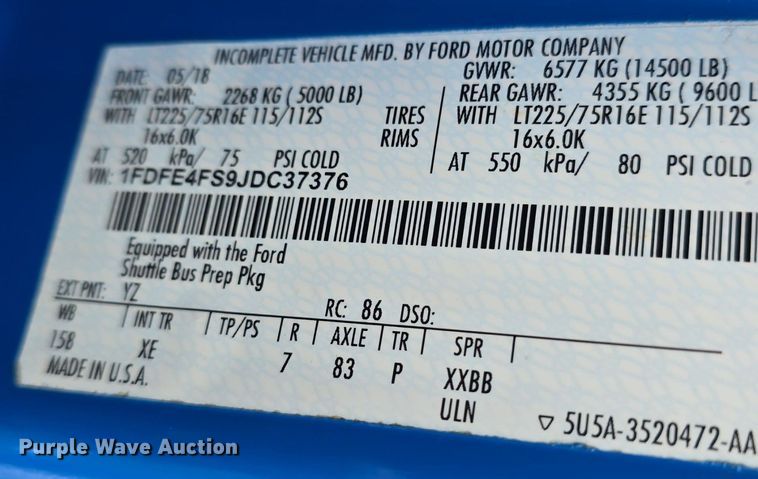 INCOMPLETE VEHICLE MFD. BY FORD MOTOR COMPANY
DATE: 05/18 GVWR: 6577 KG (14500 LB)
FRONT GAWR: 2268 KG ( 5000 LB) REAR GAWR: 4355 KG ( 9600 L
WITH LT225/75R16E 115/112S TIRES WITH LT225/75R16E 115/112S
16x6.0K RIMS 16x6.0K
AT 520 kPa/ 75 PSI COLD AT 550 kPa/ 80 PSI COLD
VIN: 1FDFE4FS9JDC37376
Equipped with the Ford
Shuttle Bus Prep Pkg
EXT PNT: YZ RC: 86 DSO:
WB INT TR TP/PS R AXLE TR SPR
158 XE 7 83 P XXBB
MADE IN U.S.A. ULN
5U5A-3520472-AA
Purple Wave Auction